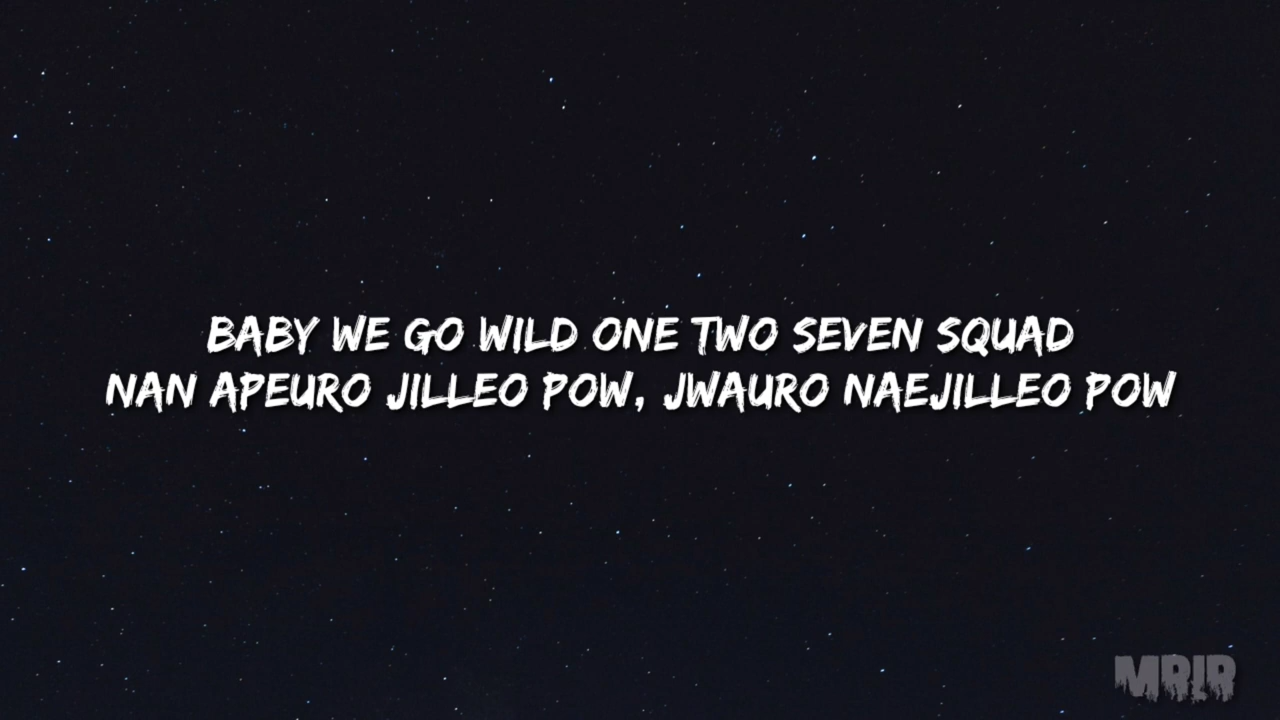 BABY WE GO WILD ONE TWO SEVEN SQUAD
NAN APEURO JILLEO POW, JWAURO NAEJILLEO POW
MRLR